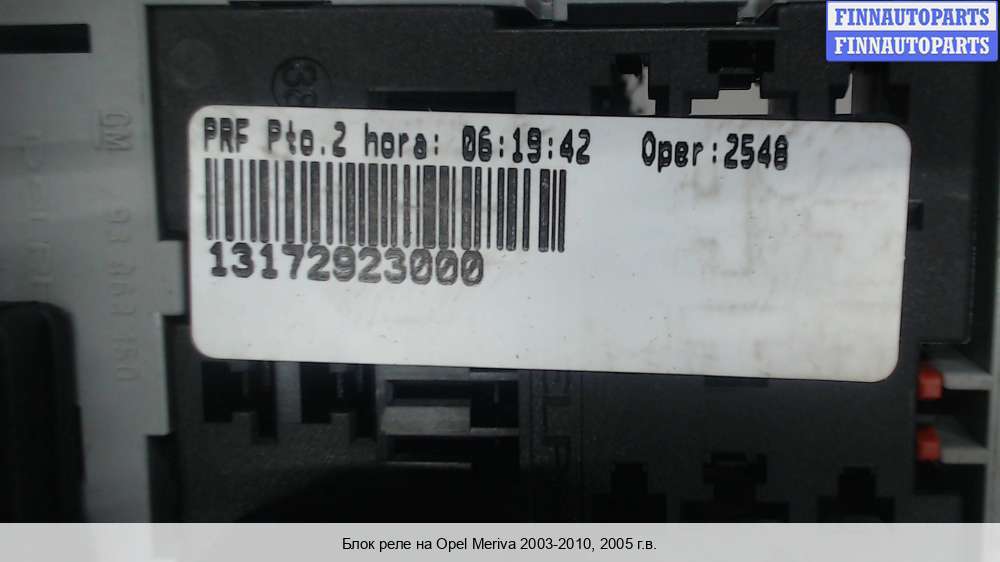 FINNAUTOPARTS
FINNAUTOPARTS
PRF Pto.2 hora: 06:19:42 Oper:2548
13172923000
GM
Блок реле на Opel Meriva 2003-2010, 2005 г.в.